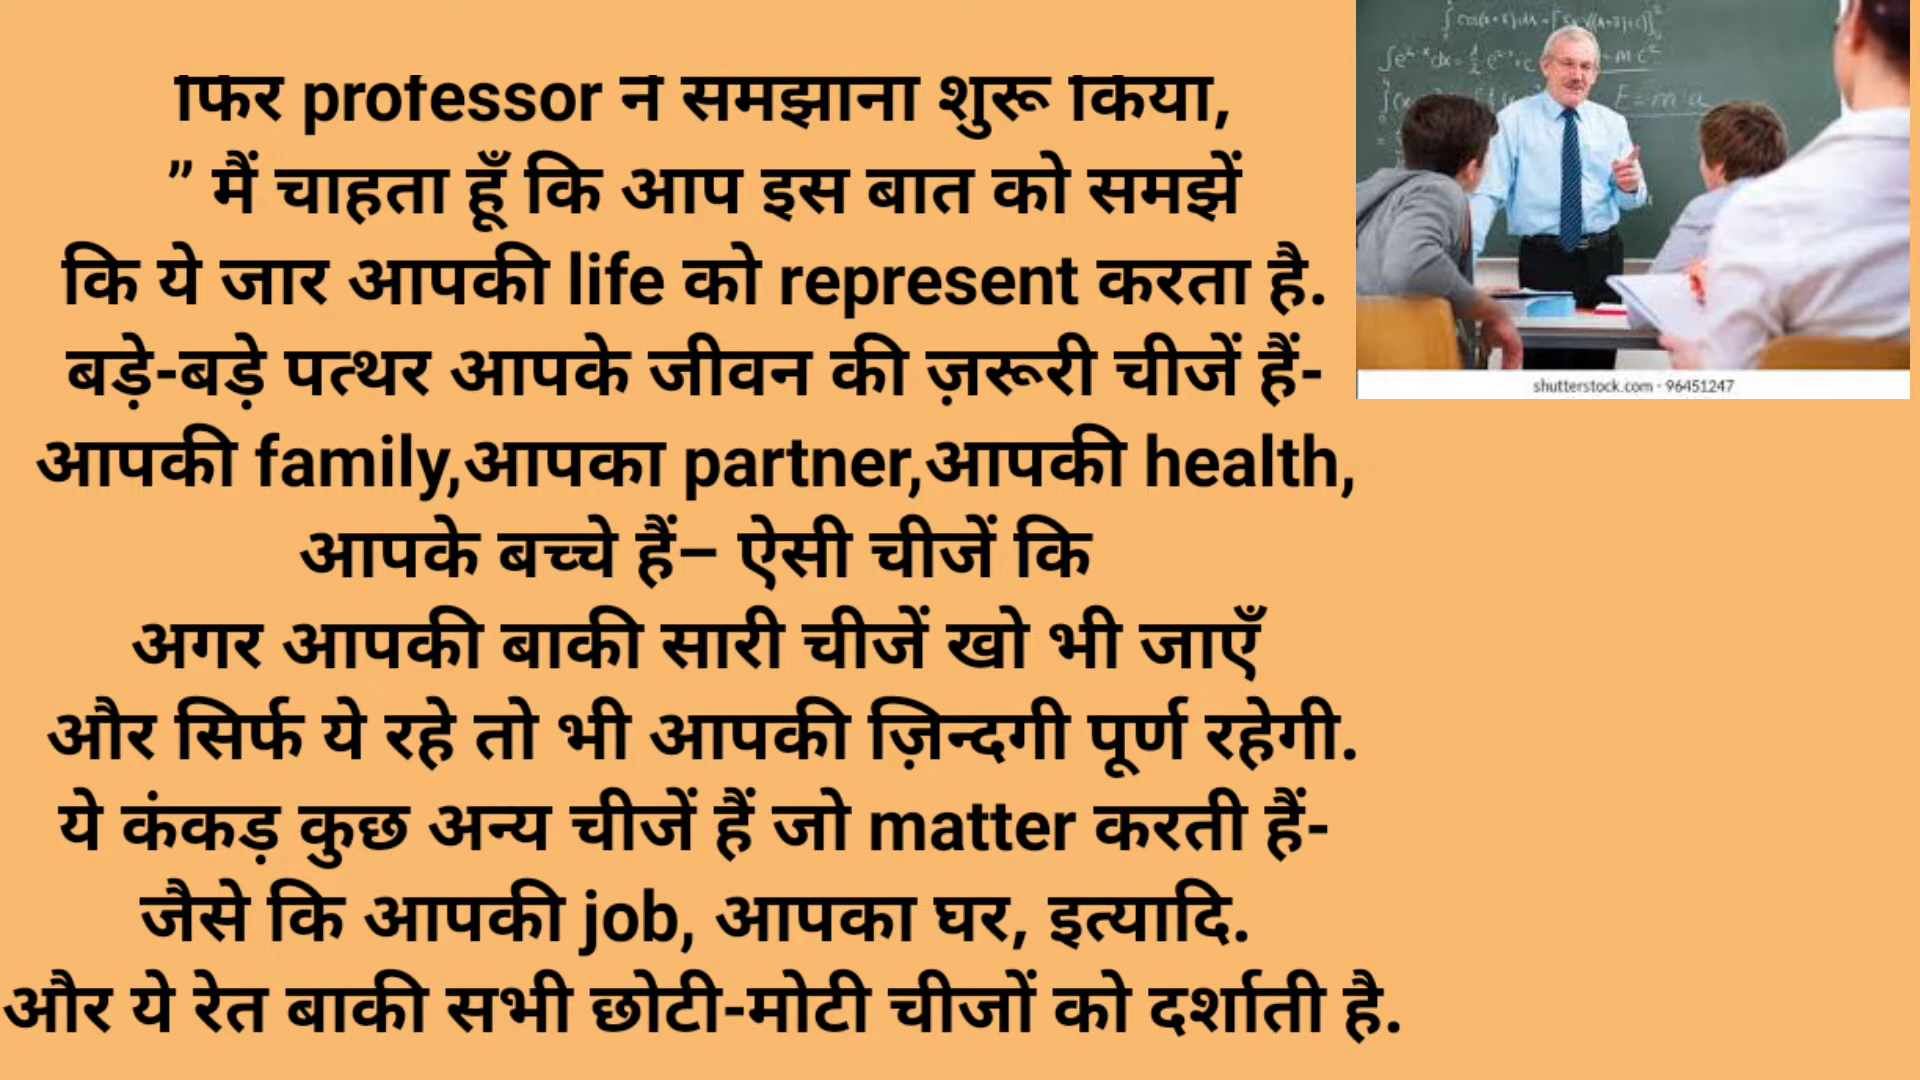 फिर professor ने समझाना शुरू किया,
” मैं चाहता हूँ कि आप इस बात को समझें
कि ये जार आपकी life को represent करता है.
बड़े-बड़े पत्थर आपके जीवन की ज़रूरी चीजें हैं-
आपकी family,आपका partner,आपकी health,
आपके बच्चे हैं– ऐसी चीजें कि
अगर आपकी बाकी सारी चीजें खो भी जाएँ
और सिर्फ ये रहे तो भी आपकी ज़िन्दगी पूर्ण रहेगी.
ये कंकड़ कुछ अन्य चीजें हैं जो matter करती हैं-
जैसे कि आपकी job, आपका घर, इत्यादि.
और ये रेत बाकी सभी छोटी-मोटी चीजों को दर्शाती है.
E=m·a
shutterstock.com · 96451247